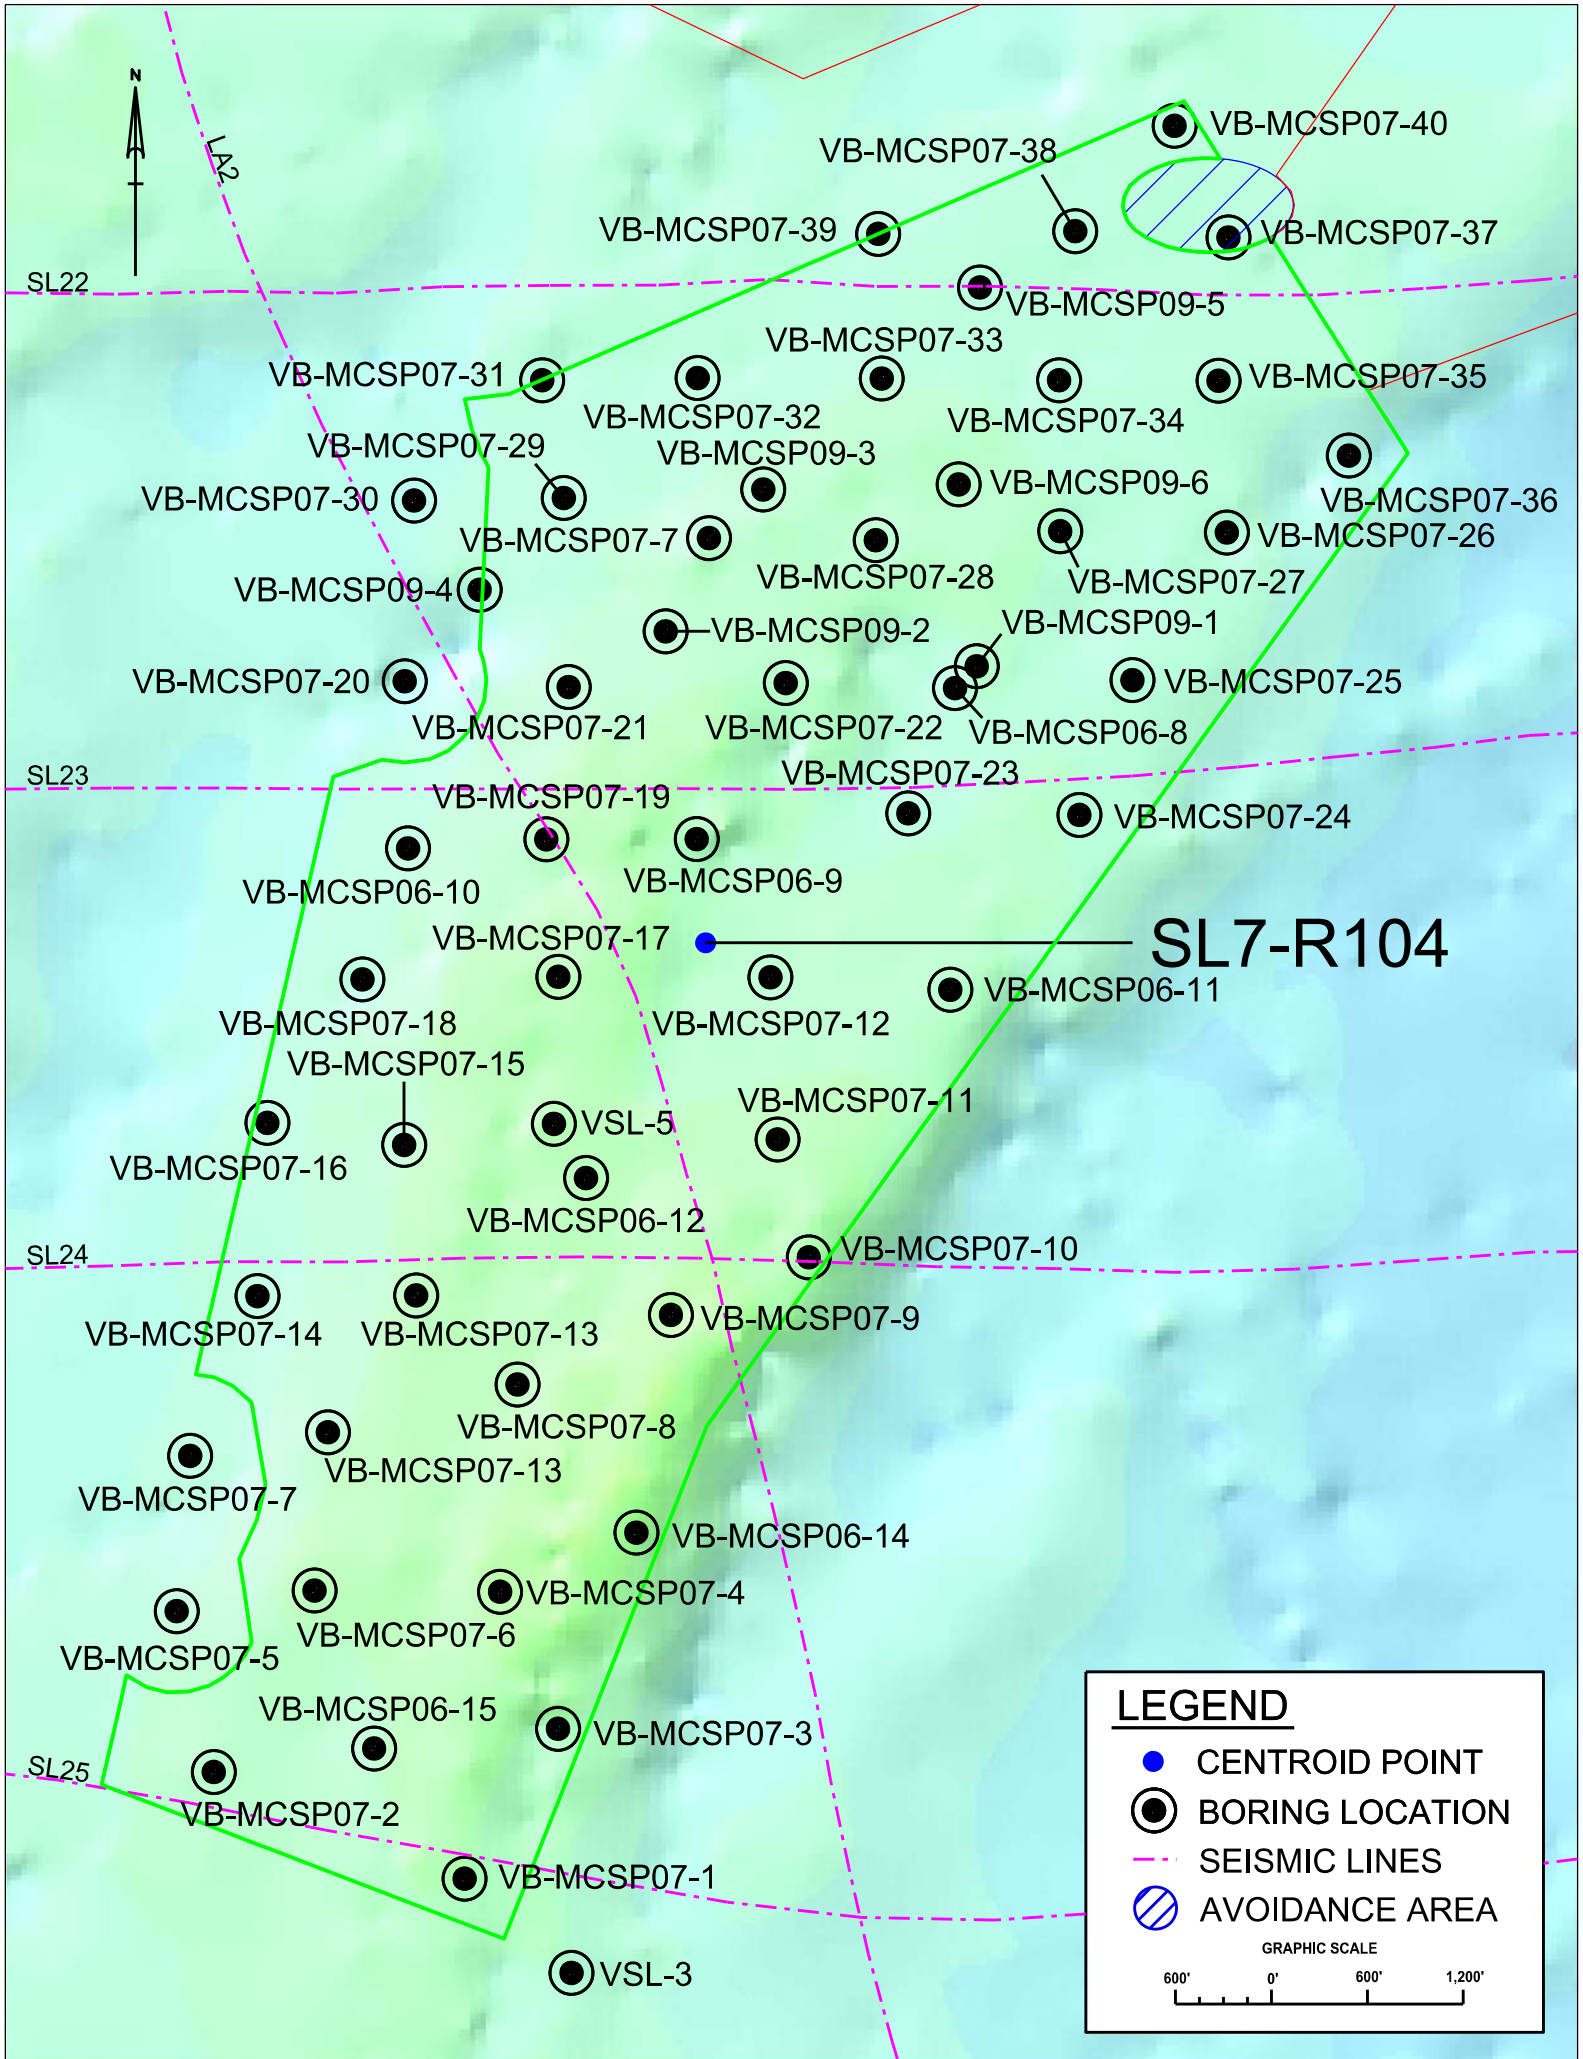 N
LA2
VB-MCSP07-40
VB-MCSP07-38
VB-MCSP07-39
VB-MCSP07-37
SL22
VB-MCSP09-5
VB-MCSP07-33
VB-MCSP07-31
VB-MCSP07-35
VB-MCSP07-32
VB-MCSP07-34
VB-MCSP07-29
VB-MCSP09-3
VB-MCSP09-6
VB-MCSP07-30
VB-MCSP07-36
VB-MCSP07-7
VB-MCSP07-26
VB-MCSP07-28
VB-MCSP07-27
VB-MCSP09-4
VB-MCSP09-2
VB-MCSP09-1
VB-MCSP07-20
VB-MCSP07-25
VB-MCSP07-21
VB-MCSP07-22
VB-MCSP06-8
SL23
VB-MCSP07-23
VB-MCSP07-19
VB-MCSP07-24
VB-MCSP06-10
VB-MCSP06-9
VB-MCSP07-17
SL7-R104
VB-MCSP06-11
VB-MCSP07-18
VB-MCSP07-12
VB-MCSP07-15
VB-MCSP07-11
VSL-5
VB-MCSP07-16
VB-MCSP06-12
SL24
VB-MCSP07-10
VB-MCSP07-14
VB-MCSP07-13
VB-MCSP07-9
VB-MCSP07-8
VB-MCSP07-13
VB-MCSP07-7
VB-MCSP06-14
VB-MCSP07-4
VB-MCSP07-6
VB-MCSP07-5
VB-MCSP06-15
VB-MCSP07-3
SL25
VB-MCSP07-2
VB-MCSP07-1
VSL-3
LEGEND
CENTROID POINT
BORING LOCATION
SEISMIC LINES
AVOIDANCE AREA
GRAPHIC SCALE
600' 0' 600' 1,200'